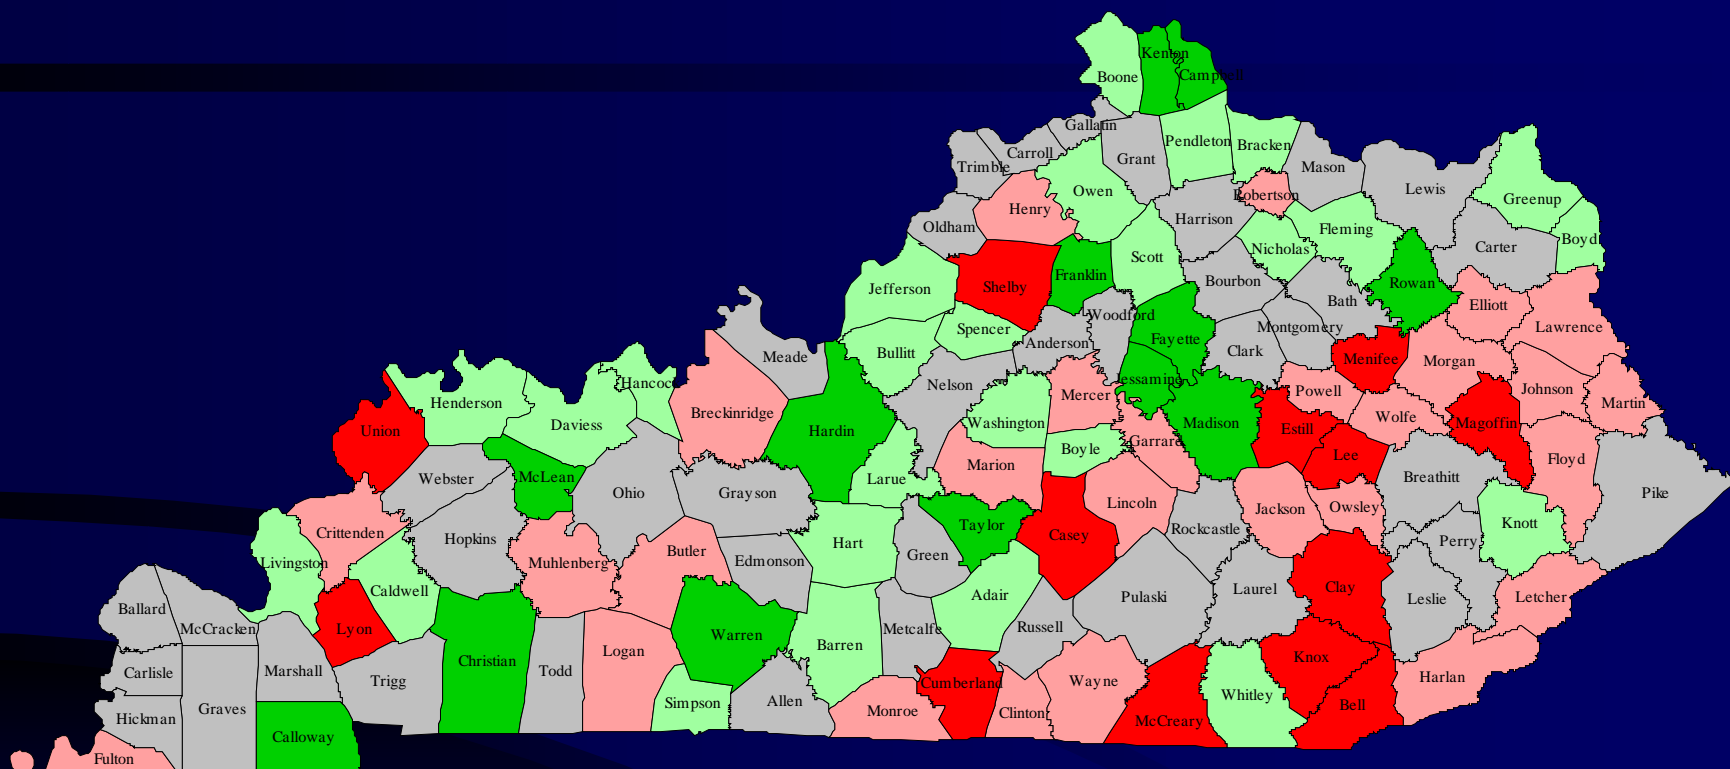 Kenton
Boone
Campbell
Gallatin
Pendleton
Bracken
Carroll
Grant
Trimble
Mason
Lewis
Owen
Robertson
Greenup
Henry
Harrison
Oldham
Fleming
Boyd
Nicholas
Carter
Scott
Franklin
Jefferson
Shelby
Bourbon
Rowan
Bath
Elliott
Woodford
Spencer
Montgomery
Lawrence
Fayette
Anderson
Bullitt
Clark
Meade
Menifee
Morgan
Jessamine
Hancock
Nelson
Powell
Johnson
Mercer
Henderson
Martin
Breckinridge
Wolfe
Washington
Madison
Magoffin
Daviess
Union
Hardin
Estill
Garrard
Boyle
Lee
Floyd
Marion
McLean
Webster
Larue
Breathitt
Ohio
Grayson
Pike
Lincoln
Owsley
Jackson
Taylor
Knott
Rockcastle
Crittenden
Casey
Hopkins
Hart
Perry
Butler
Green
Livingston
Muhlenberg
Edmonson
Laurel
Clay
Caldwell
Adair
Pulaski
Leslie
Letcher
Ballard
McCracken
Lyon
Warren
Metcalfe
Russell
Barren
Logan
Knox
Christian
Carlisle
Marshall
Todd
Trigg
Harlan
Wayne
Cumberland
Whitley
Allen
Simpson
Bell
Graves
Monroe
Clinton
Hickman
McCreary
Calloway
Fulton